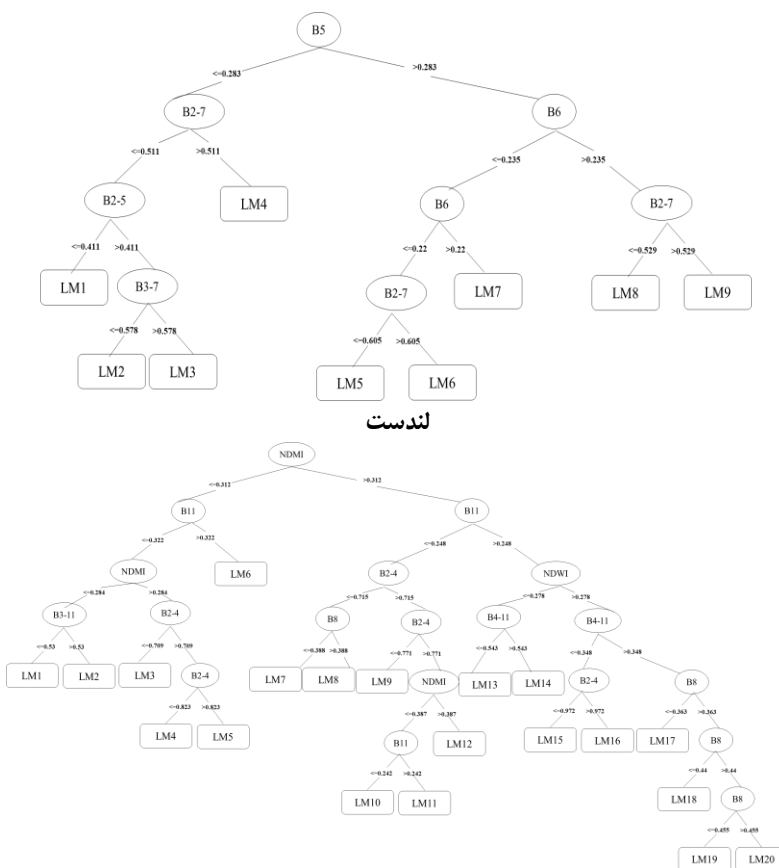 B5
<=0.283 >0.283
B2-7 B6
<=0.511 >0.511 <=0.235 >0.235
B2-5 LM4 B6 B2-7
<=0.411 >0.411 <=0.22 >0.22 <=0.529 >0.529
LM1 B3-7 B2-7 LM7 LM8 LM9
<=0.578 >0.578 <=0.605 >0.605
LM2 LM3 LM5 LM6
لندست
NDMI
<=0.312 >0.312
B11 B11
<=0.322 >0.322 <=0.248 >0.248
NDMI LM6 B2-4 NDWI
<=0.284 >0.284 <=0.715 >0.715 <=0.278 >0.278
B3-11 B2-4 B8 B2-4 B4-11 B4-11
<=0.53 >0.53 <=0.709 >0.709 <=0.388 >0.388 <=0.771 >0.771 <=0.543 >0.543 <=0.348 >0.348
LM1 LM2 LM3 B2-4 LM7 LM8 LM9 NDMI LM13 LM14 B2-4 B8
<=0.823 >0.823 <=0.387 >0.387 <=0.972 >0.972 <=0.363 >0.363
LM4 LM5 B11 LM12 LM15 LM16 LM17 B8
<=0.242 >0.242 <=0.44 >0.44
LM10 LM11 LM18 B8
<=0.455 >0.455
LM19 LM20